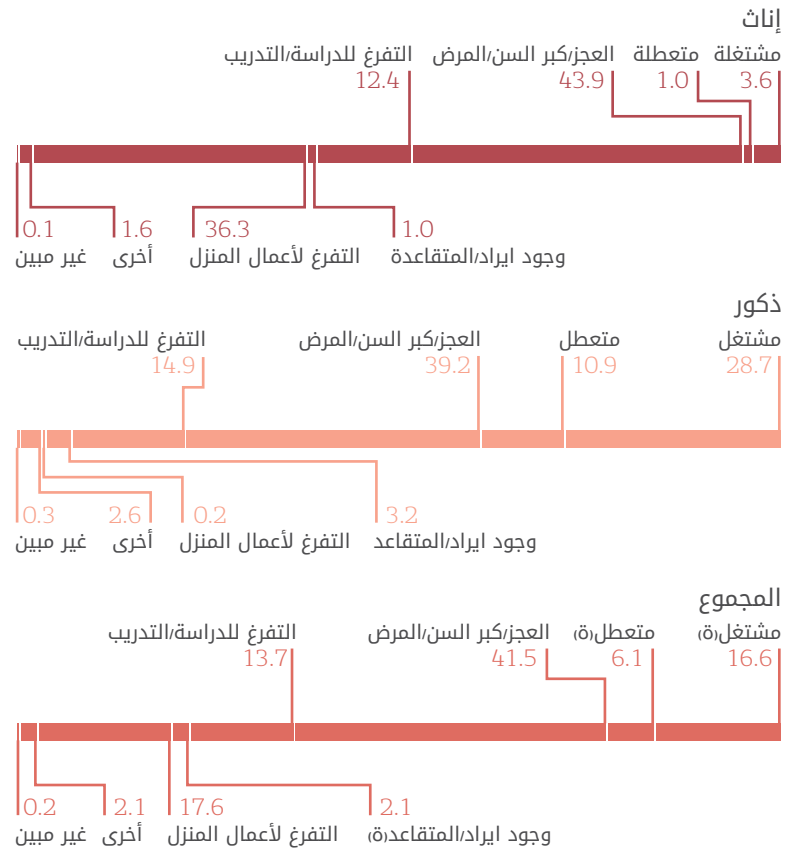 إناث
مشتغلة متعطلة العجز/كبر السن/المرض التفرغ للدراسة/التدريب
3.6 1.0 43.9 12.4
1.0 36.3 1.6 0.1
وجود ايراد/المتقاعدة التفرغ لأعمال المنزل أخرى غير مبين
ذكور
مشتغل متعطل العجز/كبر السن/المرض التفرغ للدراسة/التدريب
28.7 10.9 39.2 14.9
3.2 0.2 2.6 0.3
وجود ايراد/المتقاعد التفرغ لأعمال المنزل أخرى غير مبين
المجموع
مشتغل(ة) متعطل(ة) العجز/كبر السن/المرض التفرغ للدراسة/التدريب
16.6 6.1 41.5 13.7
2.1 17.6 2.1 0.2
وجود ايراد/المتقاعد(ة) التفرغ لأعمال المنزل أخرى غير مبين